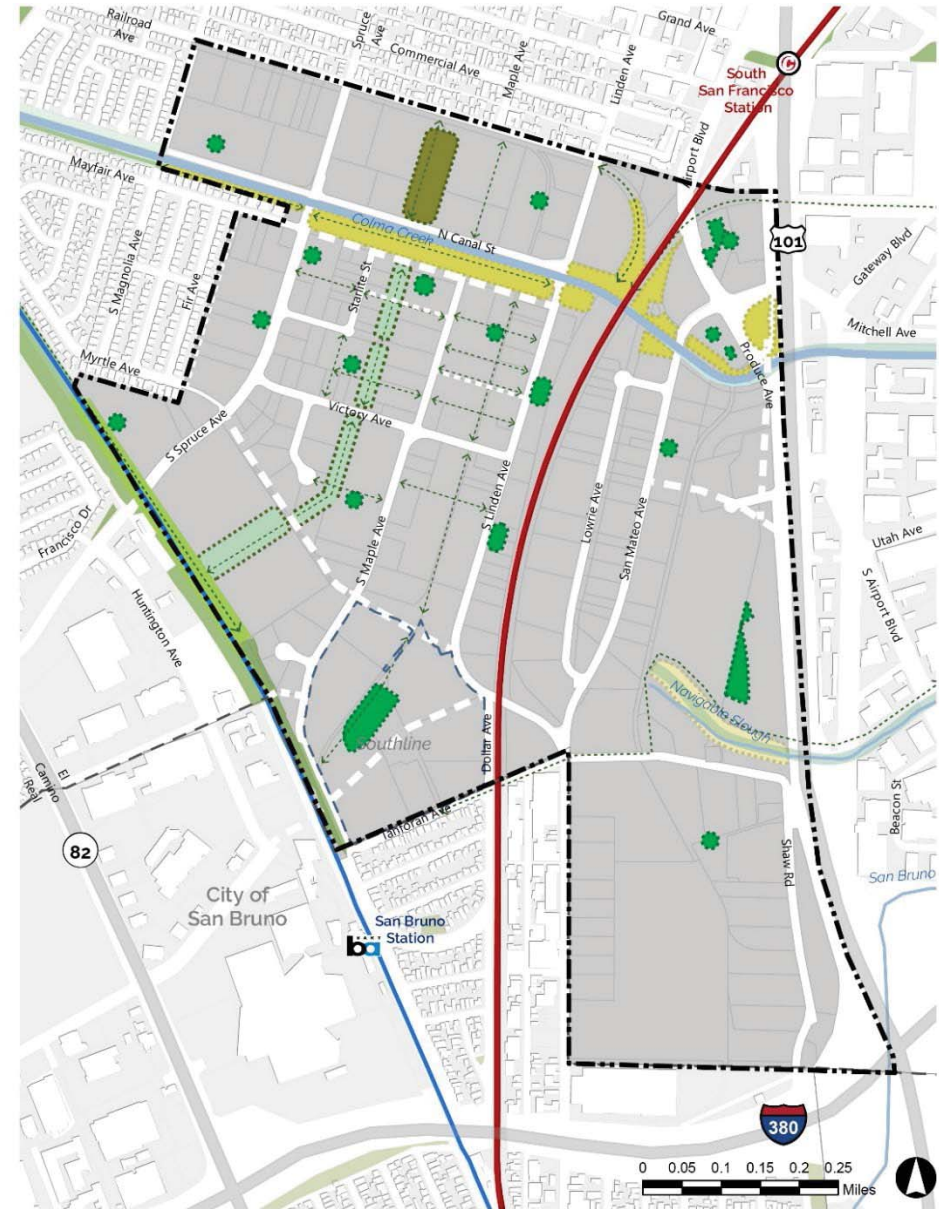 Railroad
Ave
Spruce
Ave
Commercial Ave
Maple Ave
Grand Ave
Linden Ave
South
San Francisco
Station
Airport Blvd
101
Gateway Blvd
Mitchell Ave
Mayfair Ave
S Magnolia Ave
Fir Ave
Myrtle Ave
Colma Creek
N Canal St
Starlite St
Produce Ave
Victory Ave
S Spruce Ave
S Linden Ave
S Maple Ave
Lowrie Ave
San Mateo Ave
Utah Ave
S Airport Blvd
Francisco Dr
Huntington Ave
Navigable Slough
Southline
Dollar Ave
Tanforan Ave
El
Camino
Real
82
Beacon St
Shaw Rd
San Bruno
City of
San Bruno
San Bruno
Station
ba
380
0 0.05 0.1 0.15 0.2 0.25
Miles